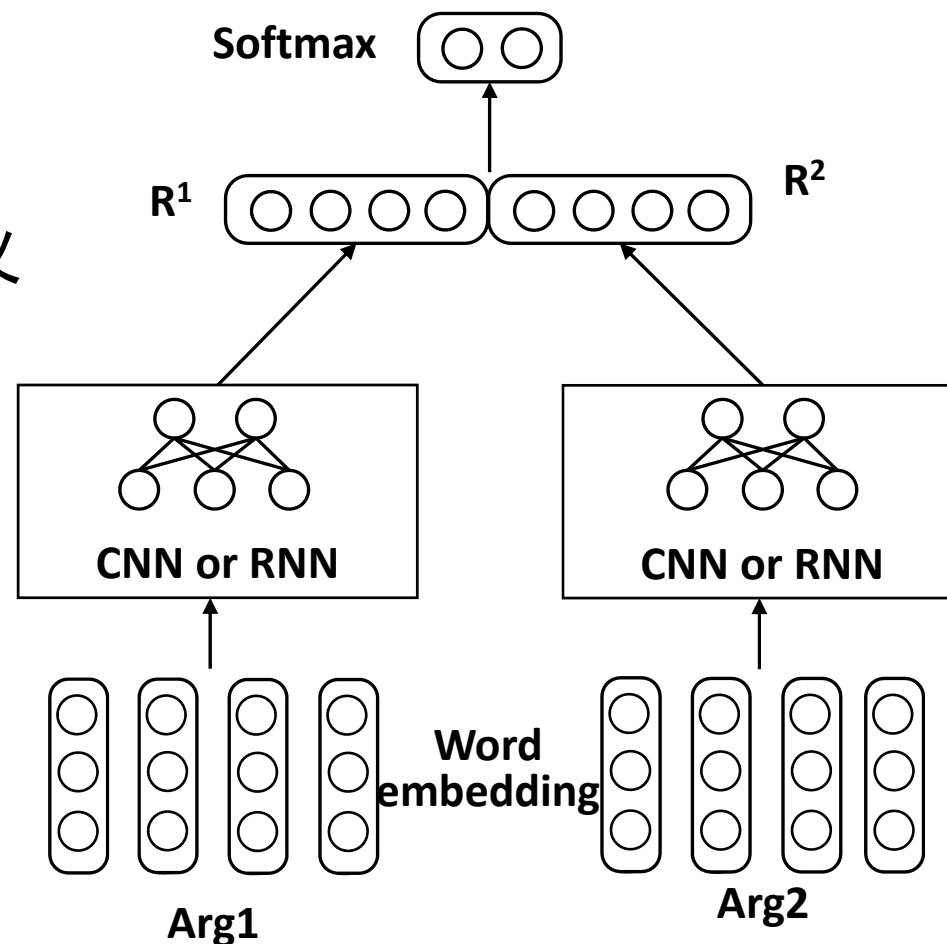 Softmax
R¹
R²
CNN or RNN
CNN or RNN
Word
embedding
Arg1
Arg2